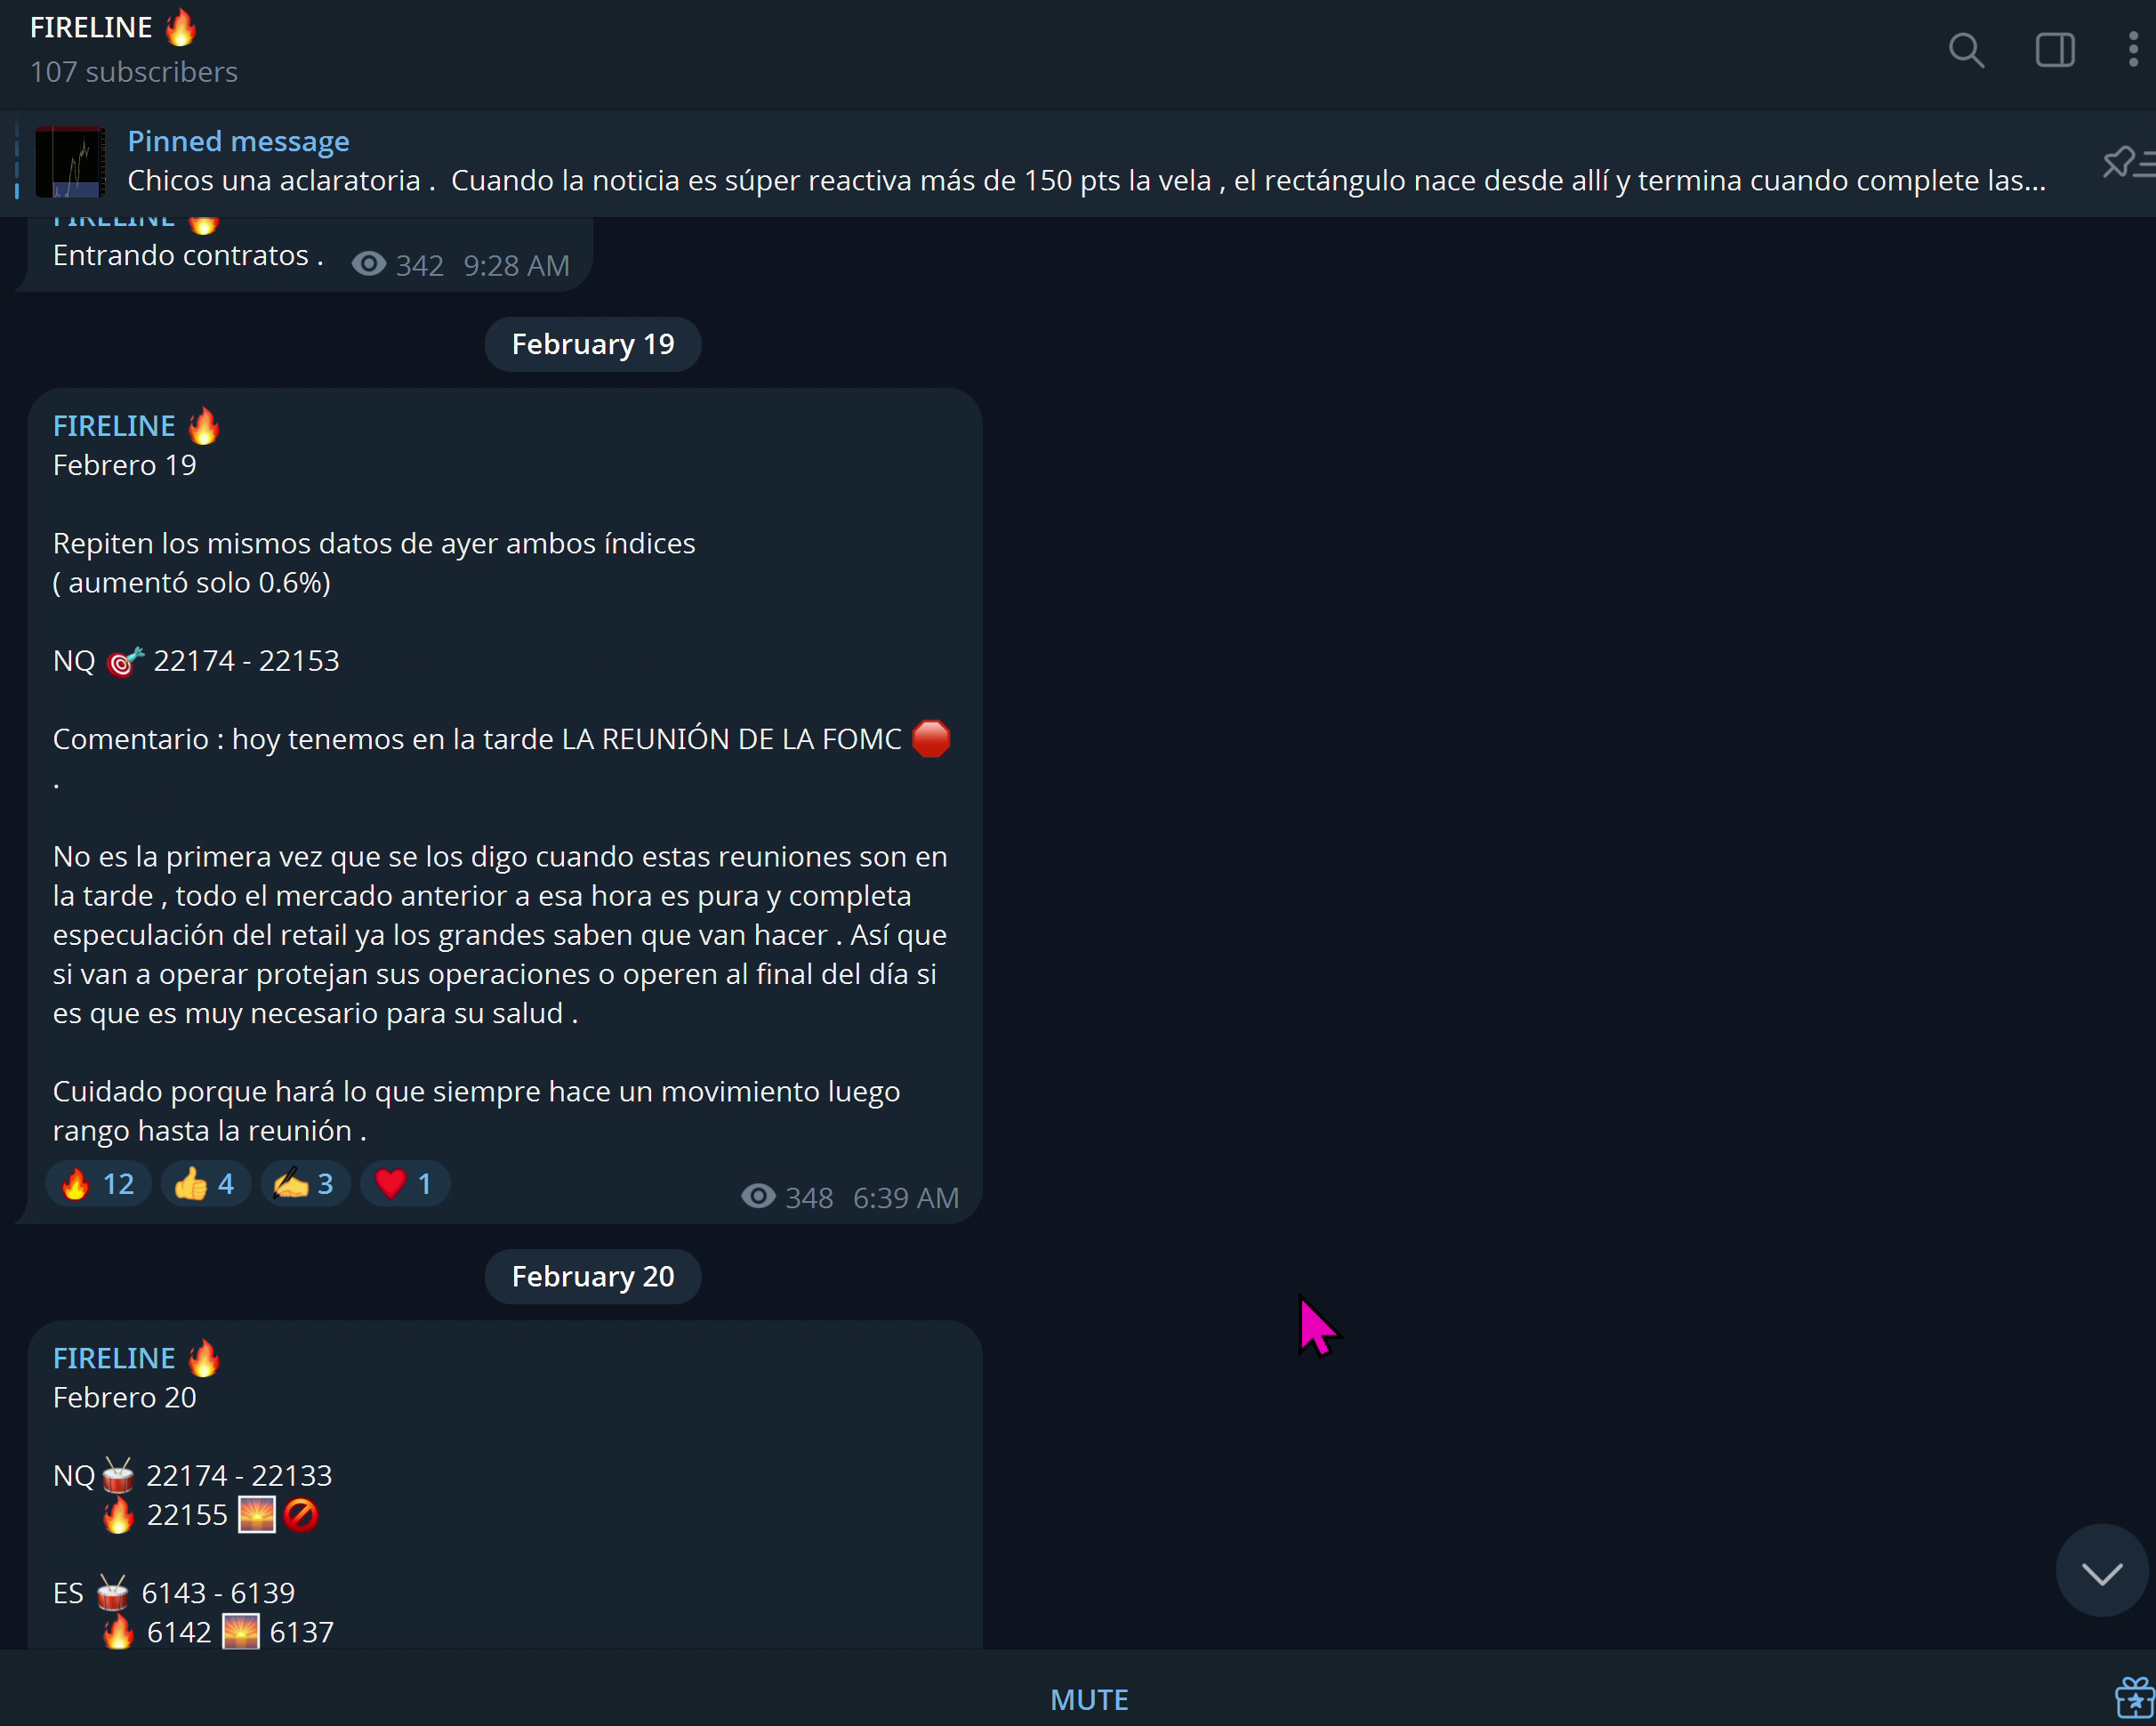 FIRELINE 🔥
107 subscribers
Pinned message
Chicos una aclaratoria .  Cuando la noticia es súper reactiva más de 150 pts la vela , el rectángulo nace desde allí y termina cuando complete las...
FIRELINE 🔥
Entrando contratos .
342 9:28 AM
February 19
FIRELINE 🔥
Febrero 19
Repiten los mismos datos de ayer ambos índices
( aumentó solo 0.6%)
NQ 🎯 22174 - 22153
Comentario : hoy tenemos en la tarde LA REUNIÓN DE LA FOMC 🛑
.
No es la primera vez que se los digo cuando estas reuniones son en
la tarde , todo el mercado anterior a esa hora es pura y completa
especulación del retail ya los grandes saben que van hacer . Así que
si van a operar protejan sus operaciones o operen al final del día si
es que es muy necesario para su salud .
Cuidado porque hará lo que siempre hace un movimiento luego
rango hasta la reunión .
🔥 12 👍 4 ✍️ 3 ❤️ 1
348 6:39 AM
February 20
FIRELINE 🔥
Febrero 20
NQ🥁 22174 - 22133
🔥 22155 🌅🚫
ES 🥁 6143 - 6139
🔥 6142 🌅 6137
MUTE